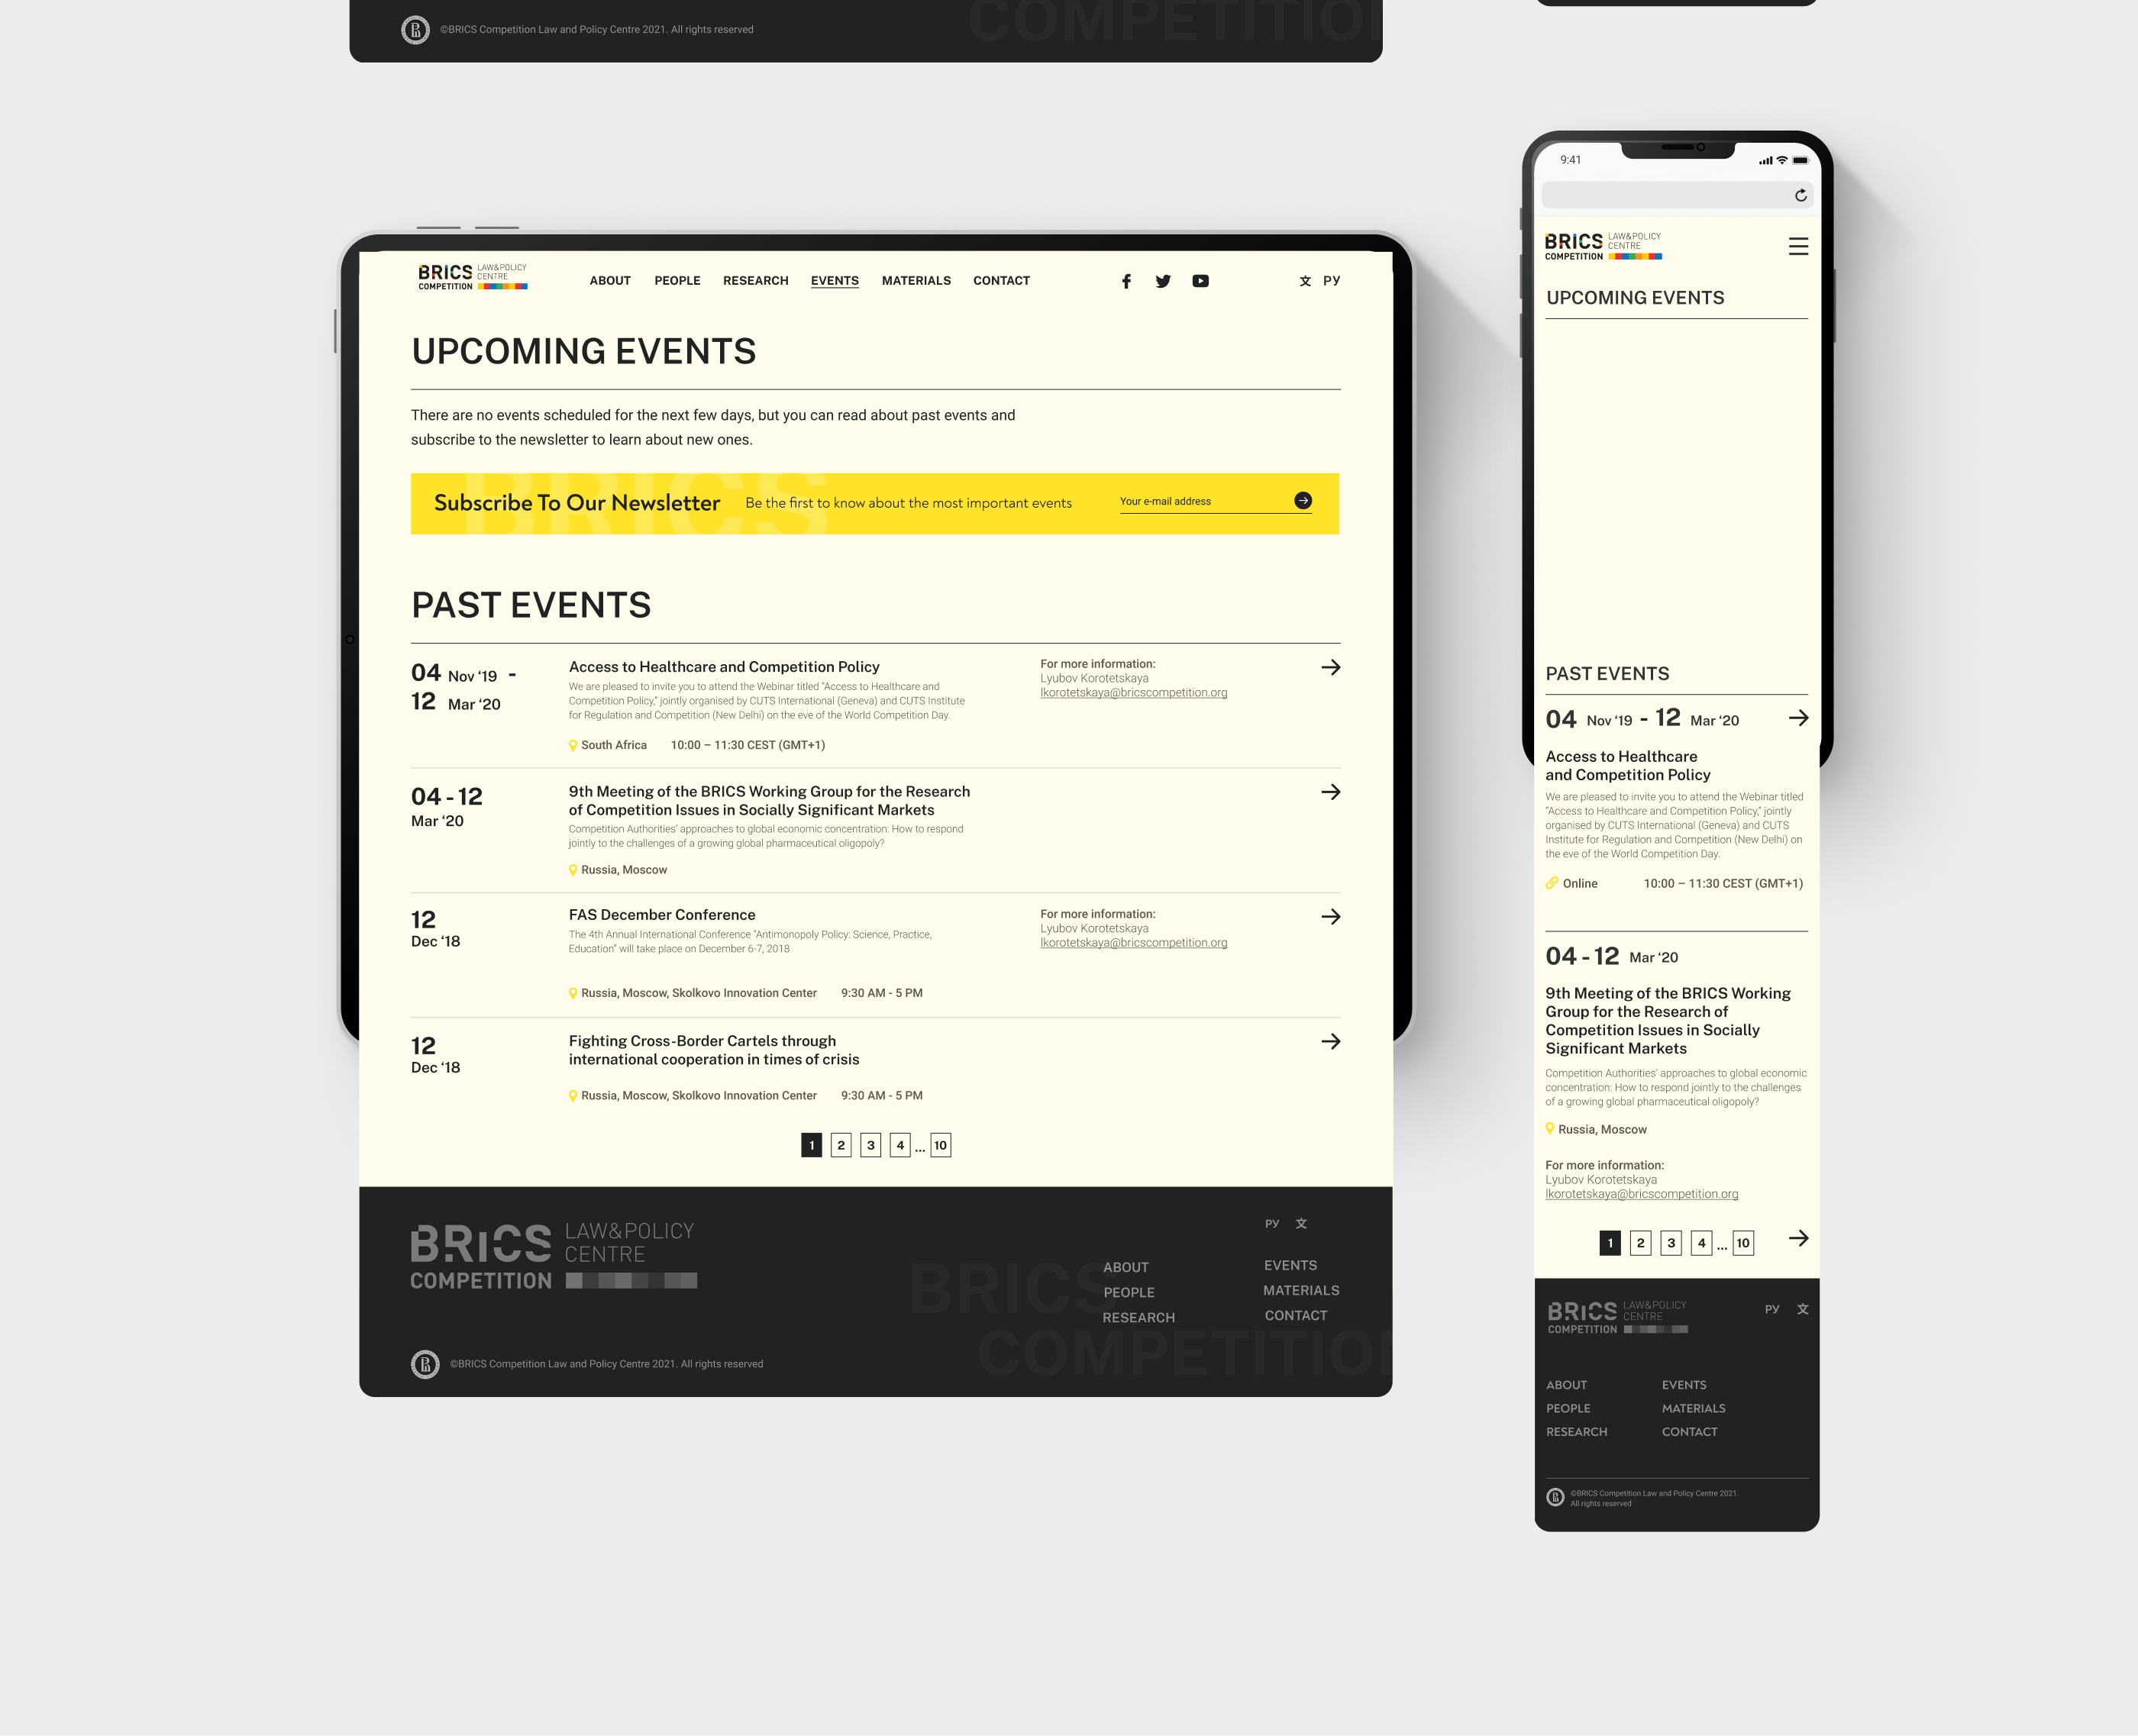 COMPETITION
©BRICS Competition Law and Policy Centre 2021. All rights reserved
BRICS
COMPETITION
LAW&POLICY
CENTRE
ABOUT
PEOPLE
RESEARCH
EVENTS
MATERIALS
CONTACT
文
РУ
UPCOMING EVENTS
There are no events scheduled for the next few days, but you can read about past events and
subscribe to the newsletter to learn about new ones.
BRICS
Subscribe To Our Newsletter
Be the first to know about the most important events
Your e-mail address
PAST EVENTS
04 Nov ‘19 -
12 Mar ‘20
Access to Healthcare and Competition Policy
We are pleased to invite you to attend the Webinar titled “Access to Healthcare and
Competition Policy,” jointly organised by CUTS International (Geneva) and CUTS Institute
for Regulation and Competition (New Delhi) on the eve of the World Competition Day.
South Africa 10:00 – 11:30 CEST (GMT+1)
For more information:
Lyubov Korotetskaya
lkorotetskaya@bricscompetition.org
04 - 12
Mar ‘20
9th Meeting of the BRICS Working Group for the Research
of Competition Issues in Socially Significant Markets
Competition Authorities’ approaches to global economic concentration: How to respond
jointly to the challenges of a growing global pharmaceutical oligopoly?
Russia, Moscow
12
Dec ‘18
FAS December Conference
The 4th Annual International Conference “Antimonopoly Policy: Science, Practice,
Education” will take place on December 6-7, 2018
Russia, Moscow, Skolkovo Innovation Center 9:30 AM - 5 PM
For more information:
Lyubov Korotetskaya
lkorotetskaya@bricscompetition.org
12
Dec ‘18
Fighting Cross-Border Cartels through
international cooperation in times of crisis
Russia, Moscow, Skolkovo Innovation Center 9:30 AM - 5 PM
1 2 3 4 ... 10
BRICS
COMPETITION
LAW&POLICY
CENTRE
РУ 文
BRICS
COMPETITION
ABOUT
PEOPLE
RESEARCH
EVENTS
MATERIALS
CONTACT
©BRICS Competition Law and Policy Centre 2021. All rights reserved
9:41
BRICS
COMPETITION
LAW&POLICY
CENTRE
UPCOMING EVENTS
PAST EVENTS
04 Nov ‘19 - 12 Mar ‘20
Access to Healthcare
and Competition Policy
We are pleased to invite you to attend the Webinar titled
“Access to Healthcare and Competition Policy,” jointly
organised by CUTS International (Geneva) and CUTS
Institute for Regulation and Competition (New Delhi) on
the eve of the World Competition Day.
Online 10:00 – 11:30 CEST (GMT+1)
04 - 12 Mar ‘20
9th Meeting of the BRICS Working
Group for the Research of
Competition Issues in Socially
Significant Markets
Competition Authorities’ approaches to global economic
concentration: How to respond jointly to the challenges
of a growing global pharmaceutical oligopoly?
Russia, Moscow
For more information:
Lyubov Korotetskaya
lkorotetskaya@bricscompetition.org
1 2 3 4 ... 10
BRICS
COMPETITION
LAW&POLICY
CENTRE
РУ 文
ABOUT
PEOPLE
RESEARCH
EVENTS
MATERIALS
CONTACT
©BRICS Competition Law and Policy Centre 2021.
All rights reserved